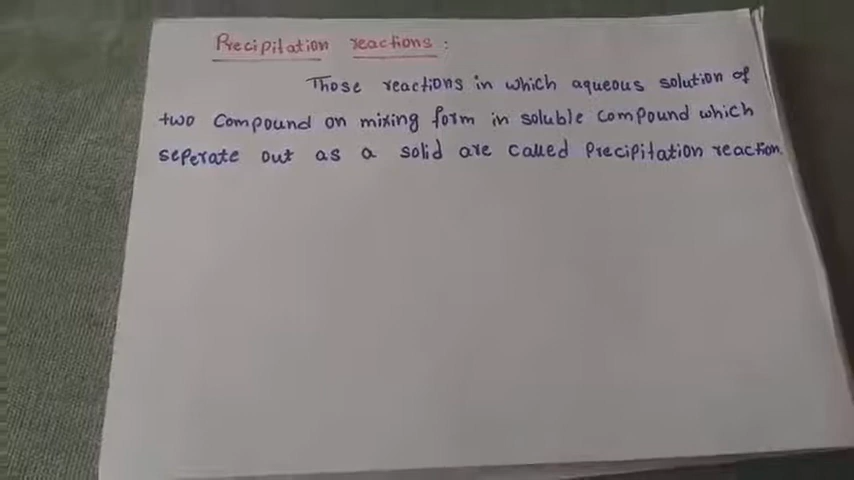 Precipitation reactions :
Those reactions in which aqueous solution of
two compound on mixing form in soluble compound which
seperate out as a solid are called Precipitation reaction.